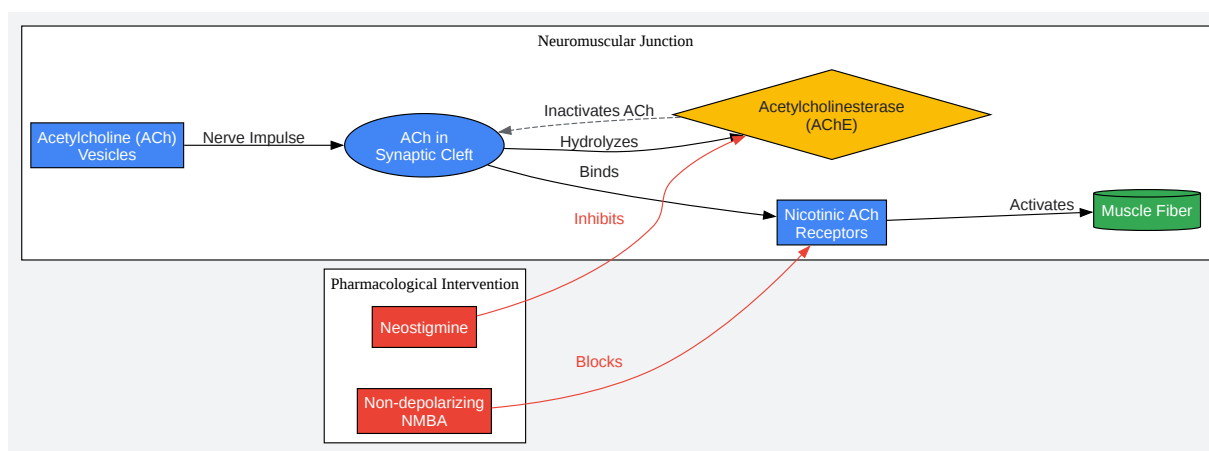 Neuromuscular Junction
Acetylcholine (ACh)
Vesicles
Nerve Impulse
ACh in
Synaptic Cleft
Inactivates ACh
Hydrolyzes
Binds
Acetylcholinesterase
(AChE)
Inhibits
Nicotinic ACh
Receptors
Activates
Muscle Fiber
Pharmacological Intervention
Neostigmine
Blocks
Non-depolarizing
NMBA